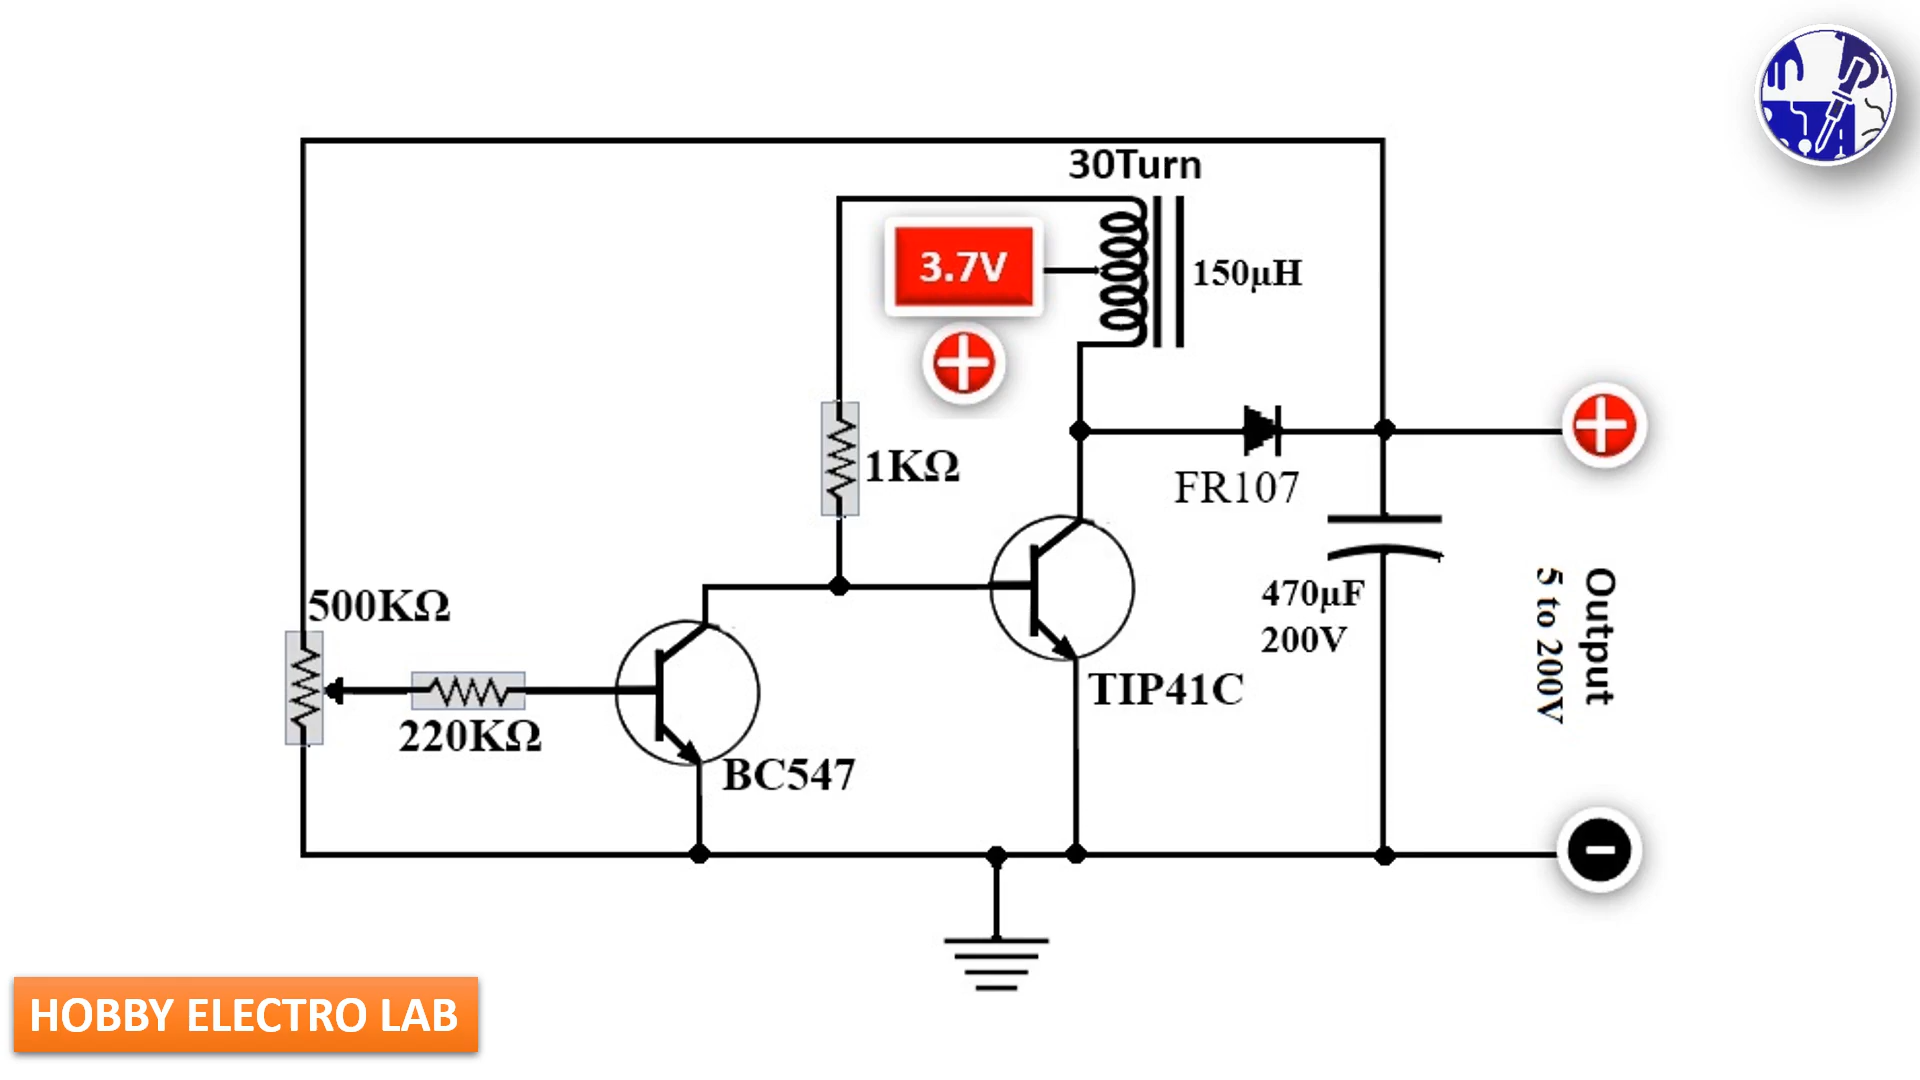 30Turn
3.7V
150µH
1KΩ
FR107
500KΩ
470µF
200V
Output
5 to 200V
TIP41C
220KΩ
BC547
HOBBY ELECTRO LAB